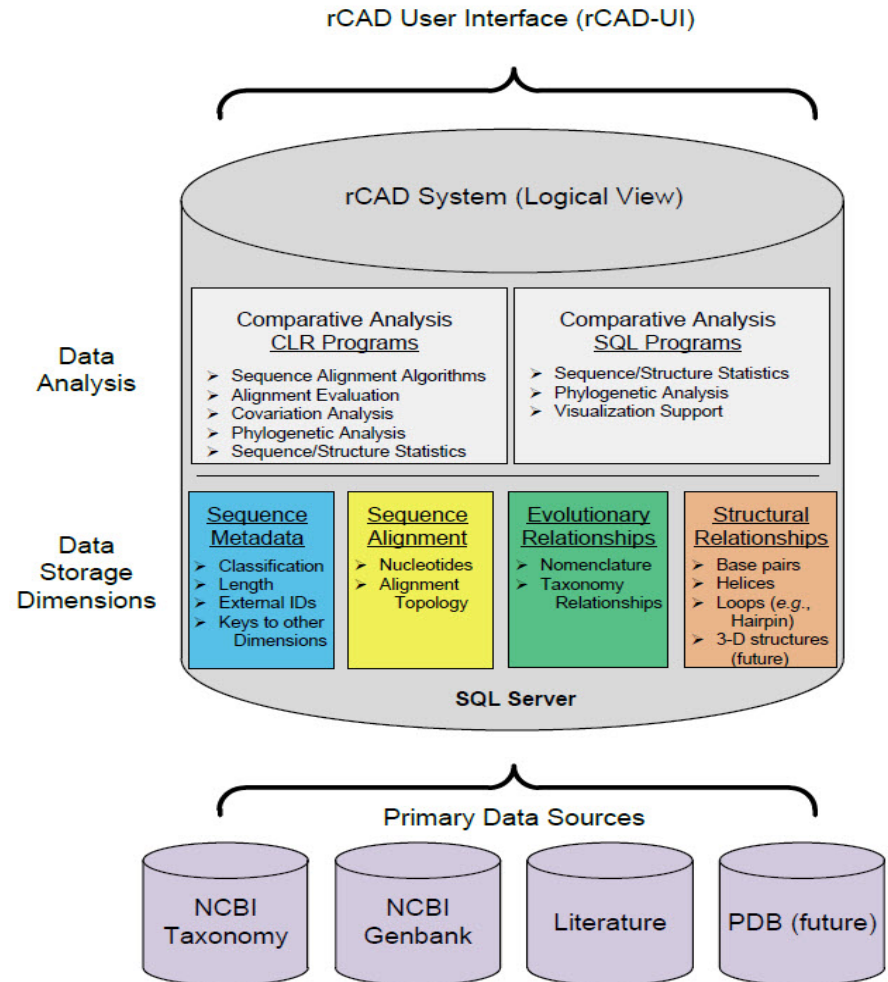 rCAD User Interface (rCAD-UI)
rCAD System (Logical View)
Data
Analysis
Comparative Analysis
CLR Programs
➢ Sequence Alignment Algorithms
➢ Alignment Evaluation
➢ Covariation Analysis
➢ Phylogenetic Analysis
➢ Sequence/Structure Statistics
Comparative Analysis
SQL Programs
➢ Sequence/Structure Statistics
➢ Phylogenetic Analysis
➢ Visualization Support
Data
Storage
Dimensions
Sequence
Metadata
➢ Classification
➢ Length
➢ External IDs
➢ Keys to other
Dimensions
Sequence
Alignment
➢ Nucleotides
➢ Alignment
Topology
Evolutionary
Relationships
➢ Nomenclature
➢ Taxonomy
Relationships
Structural
Relationships
➢ Base pairs
➢ Helices
➢ Loops (e.g.,
Hairpin)
➢ 3-D structures
(future)
SQL Server
Primary Data Sources
NCBI
Taxonomy
NCBI
Genbank
Literature
PDB (future)